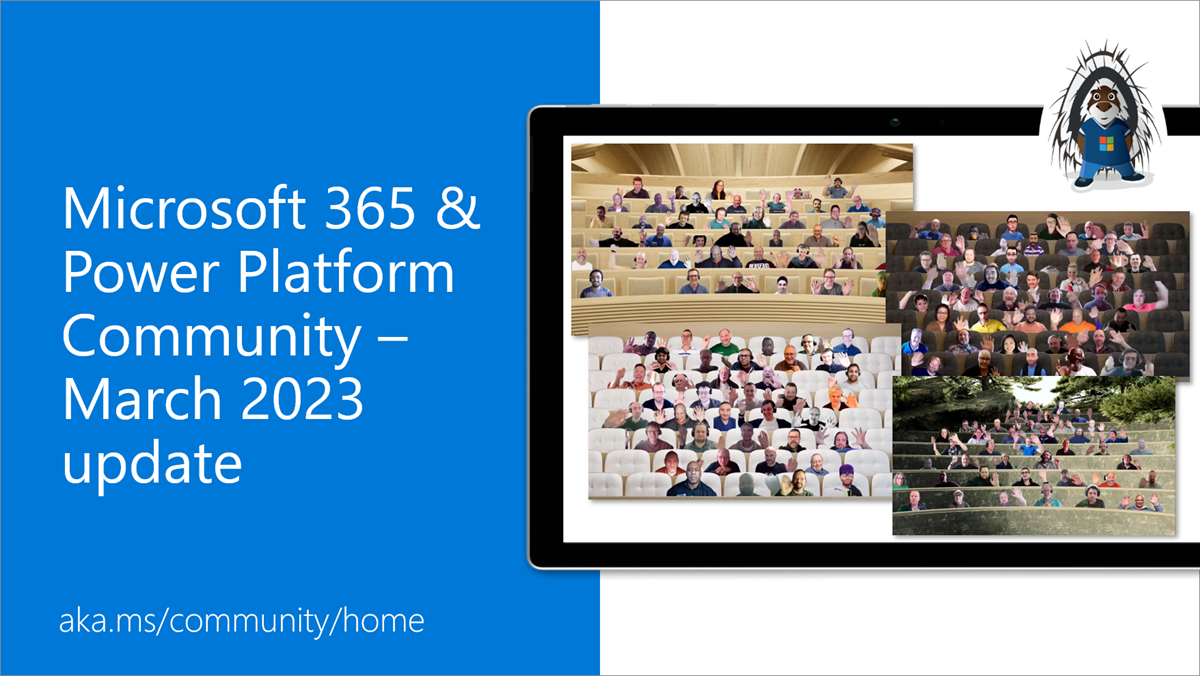 Microsoft 365 &
Power Platform
Community –
March 2023
update
aka.ms/community/home